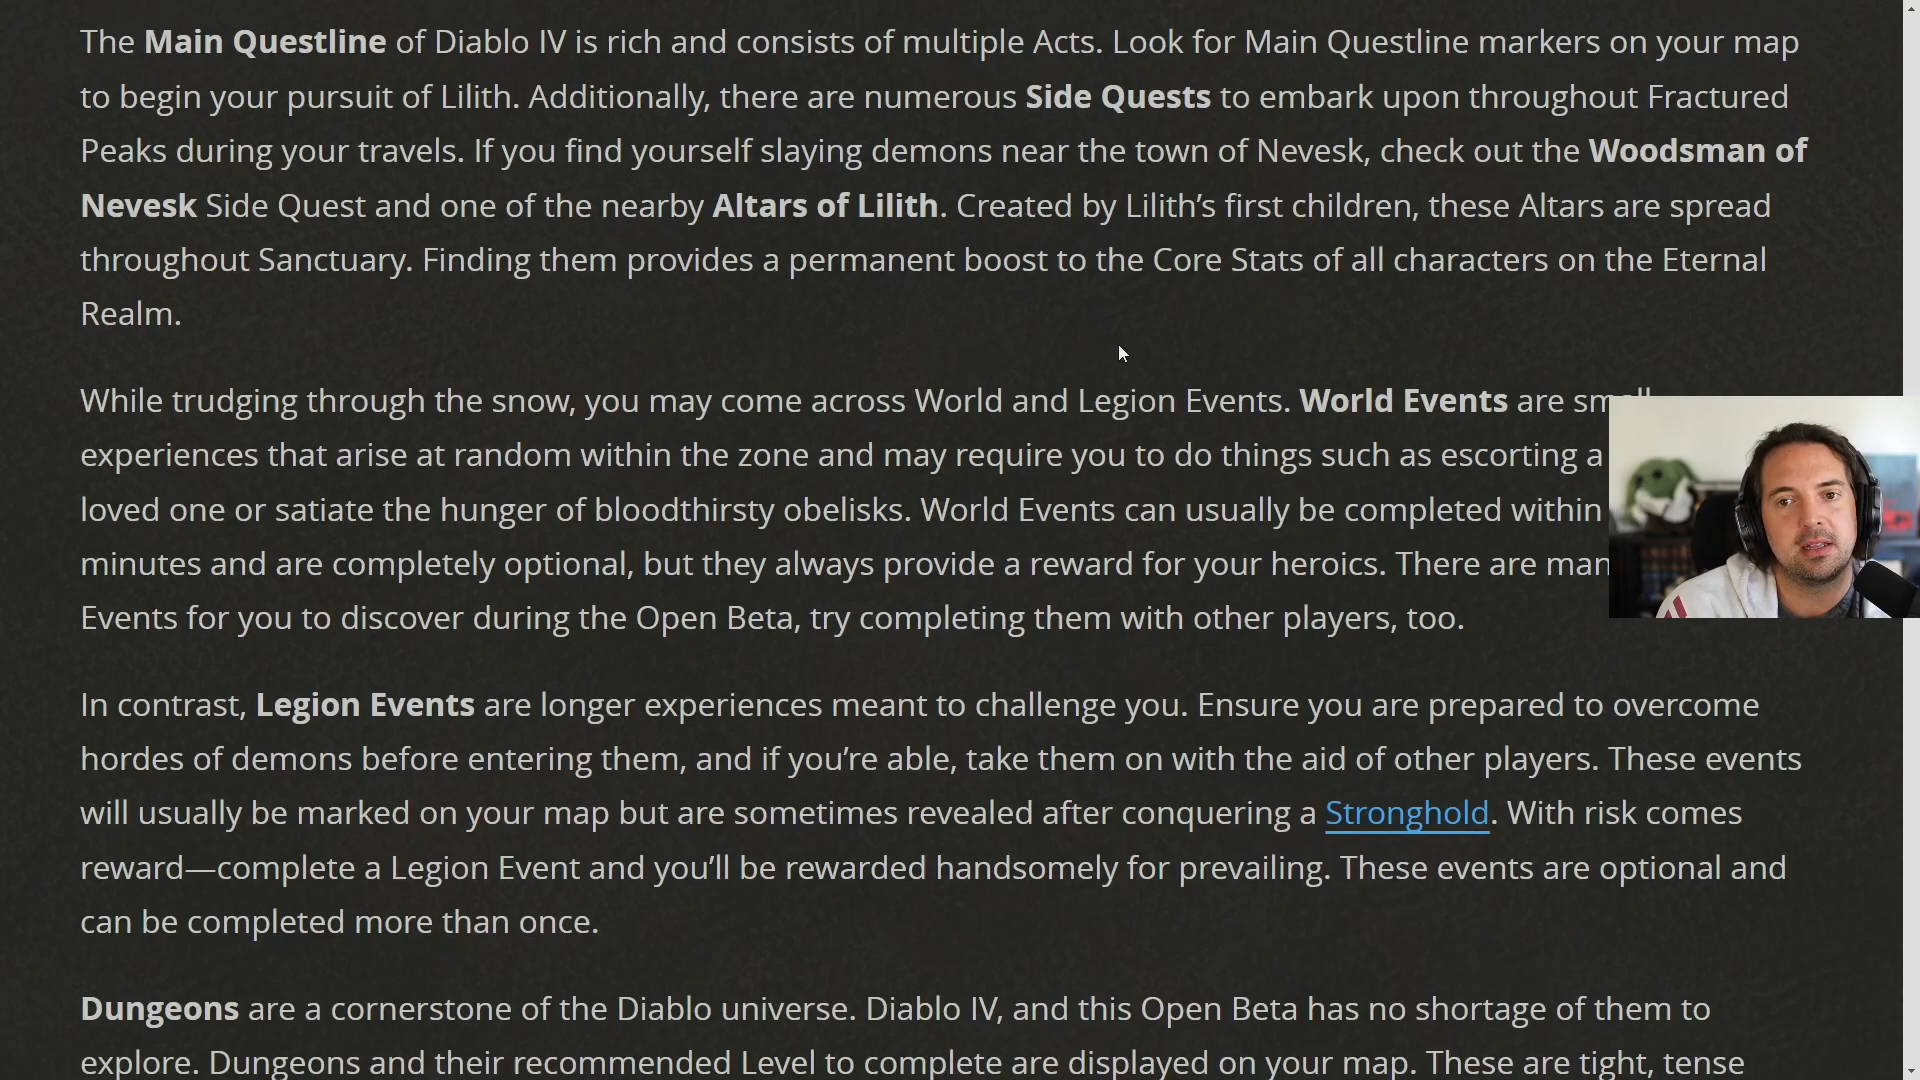 The Main Questline of Diablo IV is rich and consists of multiple Acts. Look for Main Questline markers on your map
to begin your pursuit of Lilith. Additionally, there are numerous Side Quests to embark upon throughout Fractured
Peaks during your travels. If you find yourself slaying demons near the town of Nevesk, check out the Woodsman of
Nevesk Side Quest and one of the nearby Altars of Lilith. Created by Lilith’s first children, these Altars are spread
throughout Sanctuary. Finding them provides a permanent boost to the Core Stats of all characters on the Eternal
Realm.
While trudging through the snow, you may come across World and Legion Events. World Events are small
experiences that arise at random within the zone and may require you to do things such as escorting a
loved one or satiate the hunger of bloodthirsty obelisks. World Events can usually be completed within
minutes and are completely optional, but they always provide a reward for your heroics. There are
Events for you to discover during the Open Beta, try completing them with other players, too.
In contrast, Legion Events are longer experiences meant to challenge you. Ensure you are prepared to overcome
hordes of demons before entering them, and if you’re able, take them on with the aid of other players. These events
will usually be marked on your map but are sometimes revealed after conquering a Stronghold. With risk comes
reward—complete a Legion Event and you’ll be rewarded handsomely for prevailing. These events are optional and
can be completed more than once.
Dungeons are a cornerstone of the Diablo universe. Diablo IV, and this Open Beta has no shortage of them to
explore. Dungeons and their recommended Level to complete are displayed on your map. These are tight, tense